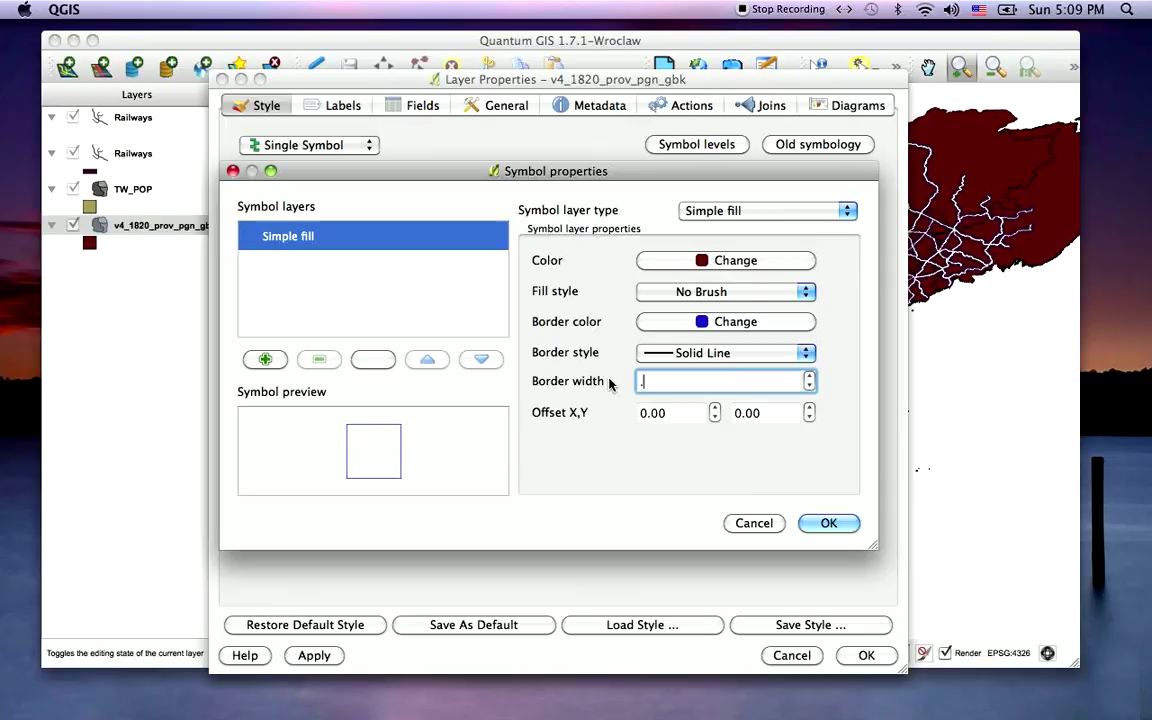 QGIS
Stop Recording
Sun 5:09 PM
Quantum GIS 1.7.1-Wroclaw
Layers
Layer Properties - v4_1820_prov_pgn_gbk
Style
Labels
Fields
General
Metadata
Actions
Joins
Diagrams
Railways
Railways
TW_POP
v4_1820_prov_pgn_gb
Single Symbol
Symbol levels
Old symbology
Symbol properties
Symbol layers
Simple fill
Symbol layer type
Simple fill
Symbol layer properties
Color
Change
Fill style
No Brush
Border color
Change
Border style
Solid Line
Border width
.
Offset X,Y
0.00
0.00
Symbol preview
Cancel
OK
Restore Default Style
Save As Default
Load Style ...
Save Style ...
Help
Apply
Cancel
OK
Toggles the editing state of the current layer
Render
EPSG:4326